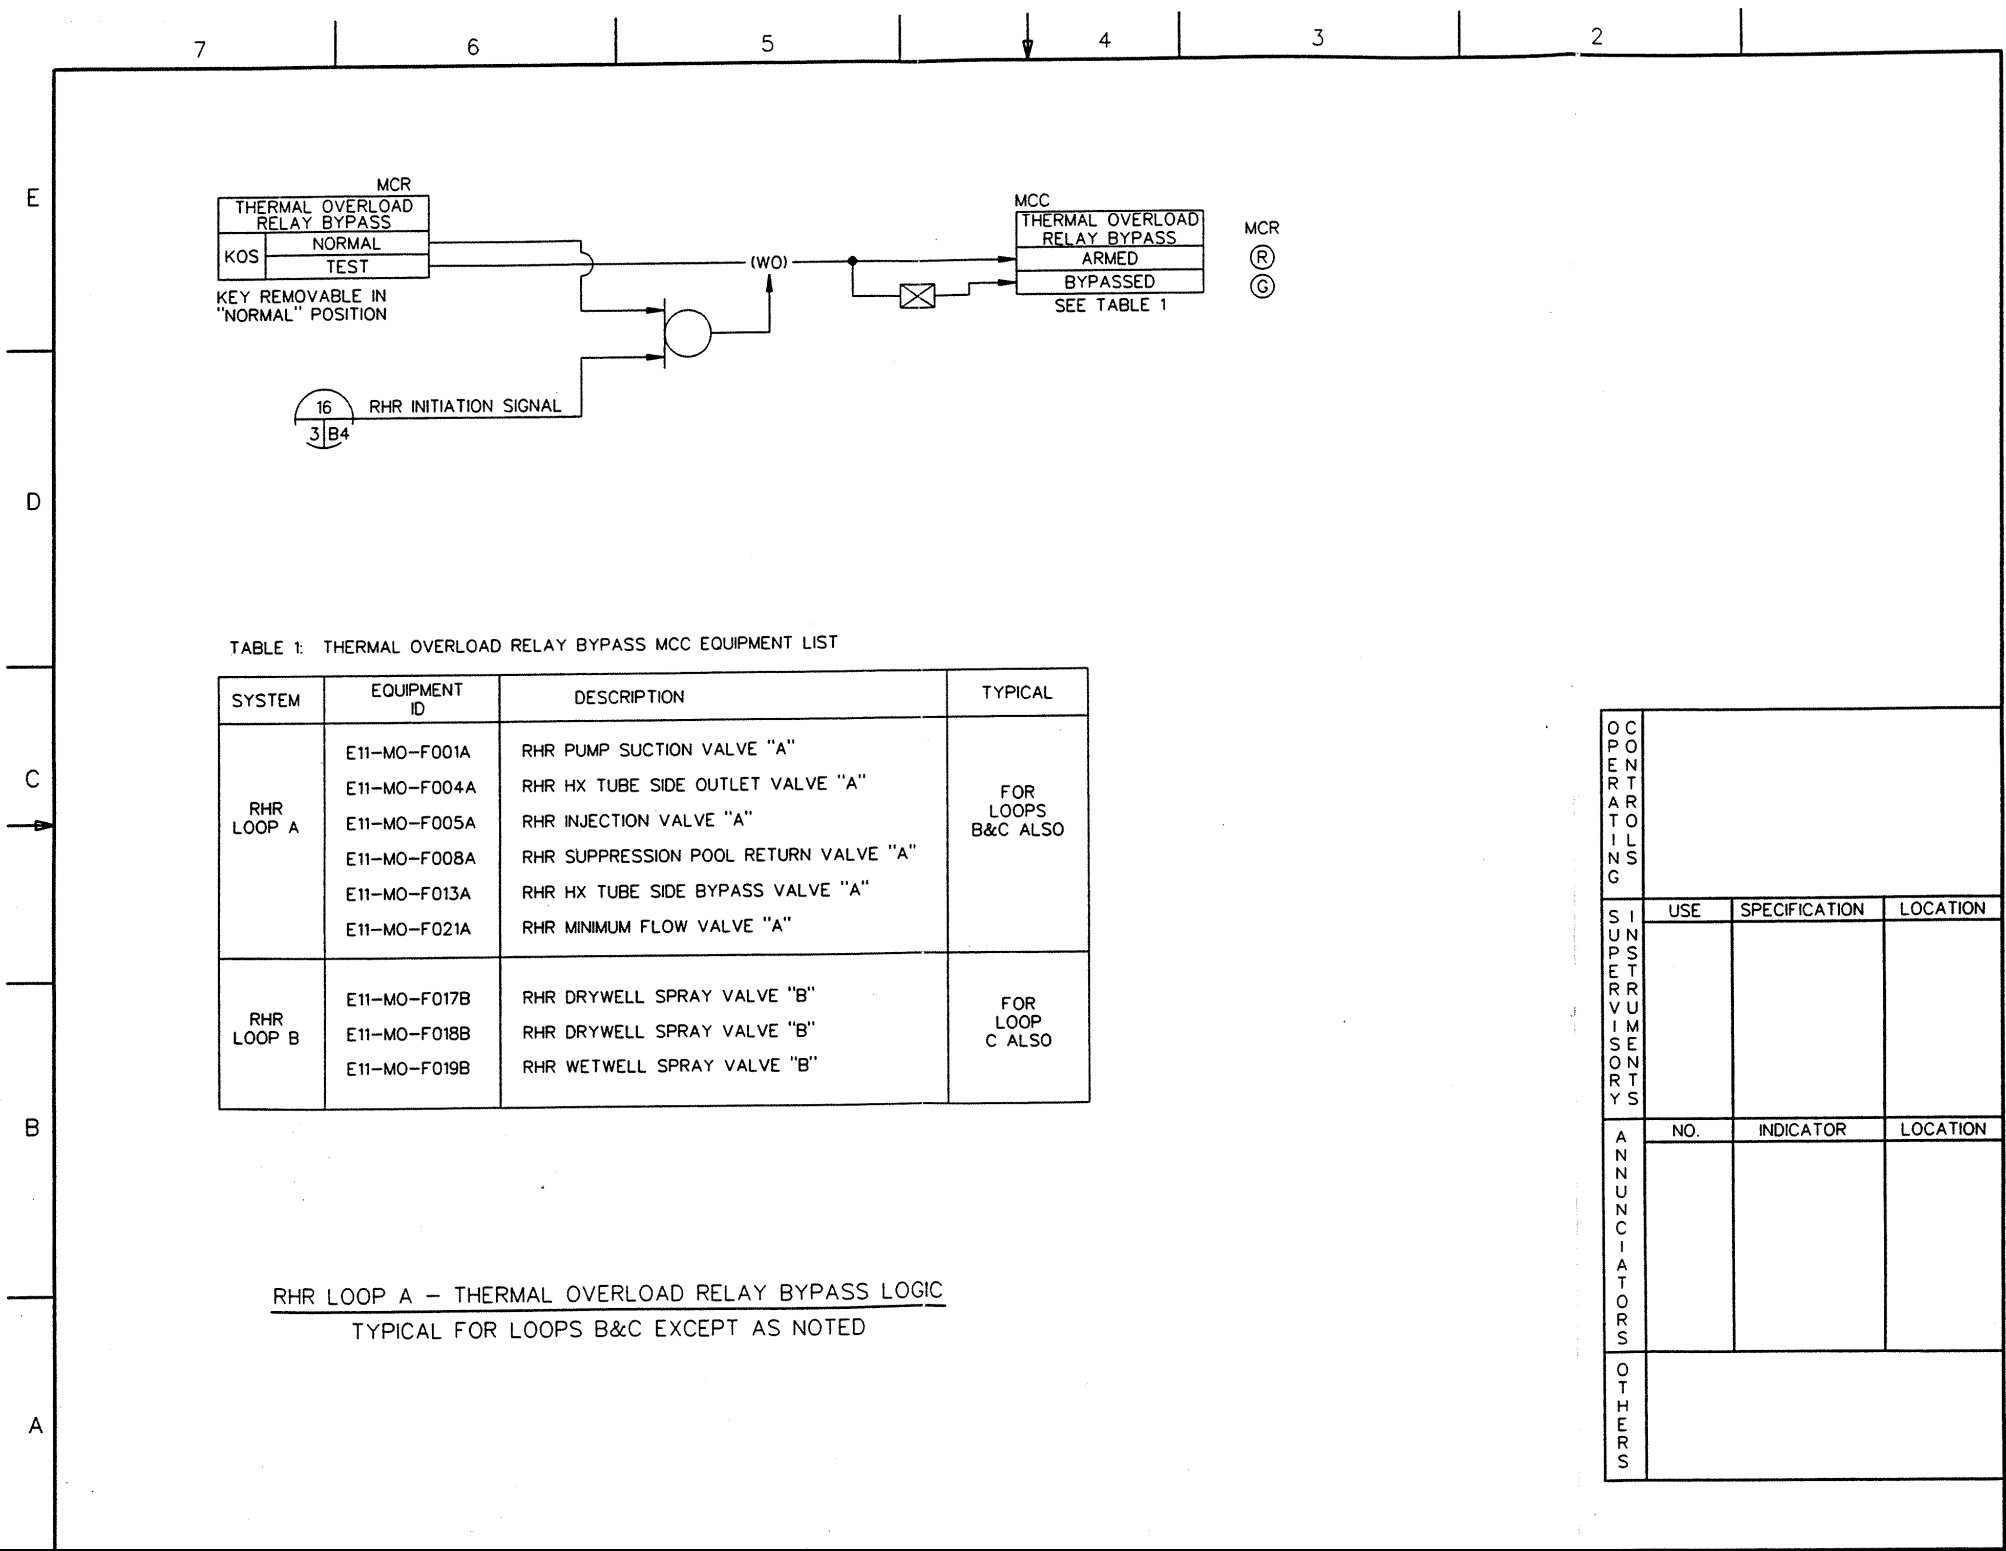 7 6 5 4 3 2
E
D
C
B
A
MCR
THERMAL OVERLOAD
RELAY BYPASS
KOS
NORMAL
TEST
KEY REMOVABLE IN
"NORMAL" POSITION
(WO)
MCC
THERMAL OVERLOAD
RELAY BYPASS
ARMED
BYPASSED
SEE TABLE 1
MCR
R
G
16
3 B4
RHR INITIATION SIGNAL
TABLE 1: THERMAL OVERLOAD RELAY BYPASS MCC EQUIPMENT LIST
SYSTEM
EQUIPMENT
ID
DESCRIPTION
TYPICAL
RHR
LOOP A
E11-MO-F001A RHR PUMP SUCTION VALVE "A"
E11-MO-F004A RHR HX TUBE SIDE OUTLET VALVE "A"
E11-MO-F005A RHR INJECTION VALVE "A"
E11-MO-F008A RHR SUPPRESSION POOL RETURN VALVE "A"
E11-MO-F013A RHR HX TUBE SIDE BYPASS VALVE "A"
E11-MO-F021A RHR MINIMUM FLOW VALVE "A"
FOR
LOOPS
B&C ALSO
RHR
LOOP B
E11-MO-F017B RHR DRYWELL SPRAY VALVE "B"
E11-MO-F018B RHR DRYWELL SPRAY VALVE "B"
E11-MO-F019B RHR WETWELL SPRAY VALVE "B"
FOR
LOOP
C ALSO
RHR LOOP A - THERMAL OVERLOAD RELAY BYPASS LOGIC
TYPICAL FOR LOOPS B&C EXCEPT AS NOTED
OPERATING
CONTROLS
SUPERVISORY
INSTRUMENTS
USE SPECIFICATION LOCATION
ANNUNCIATORS
NO. INDICATOR LOCATION
OTHERS